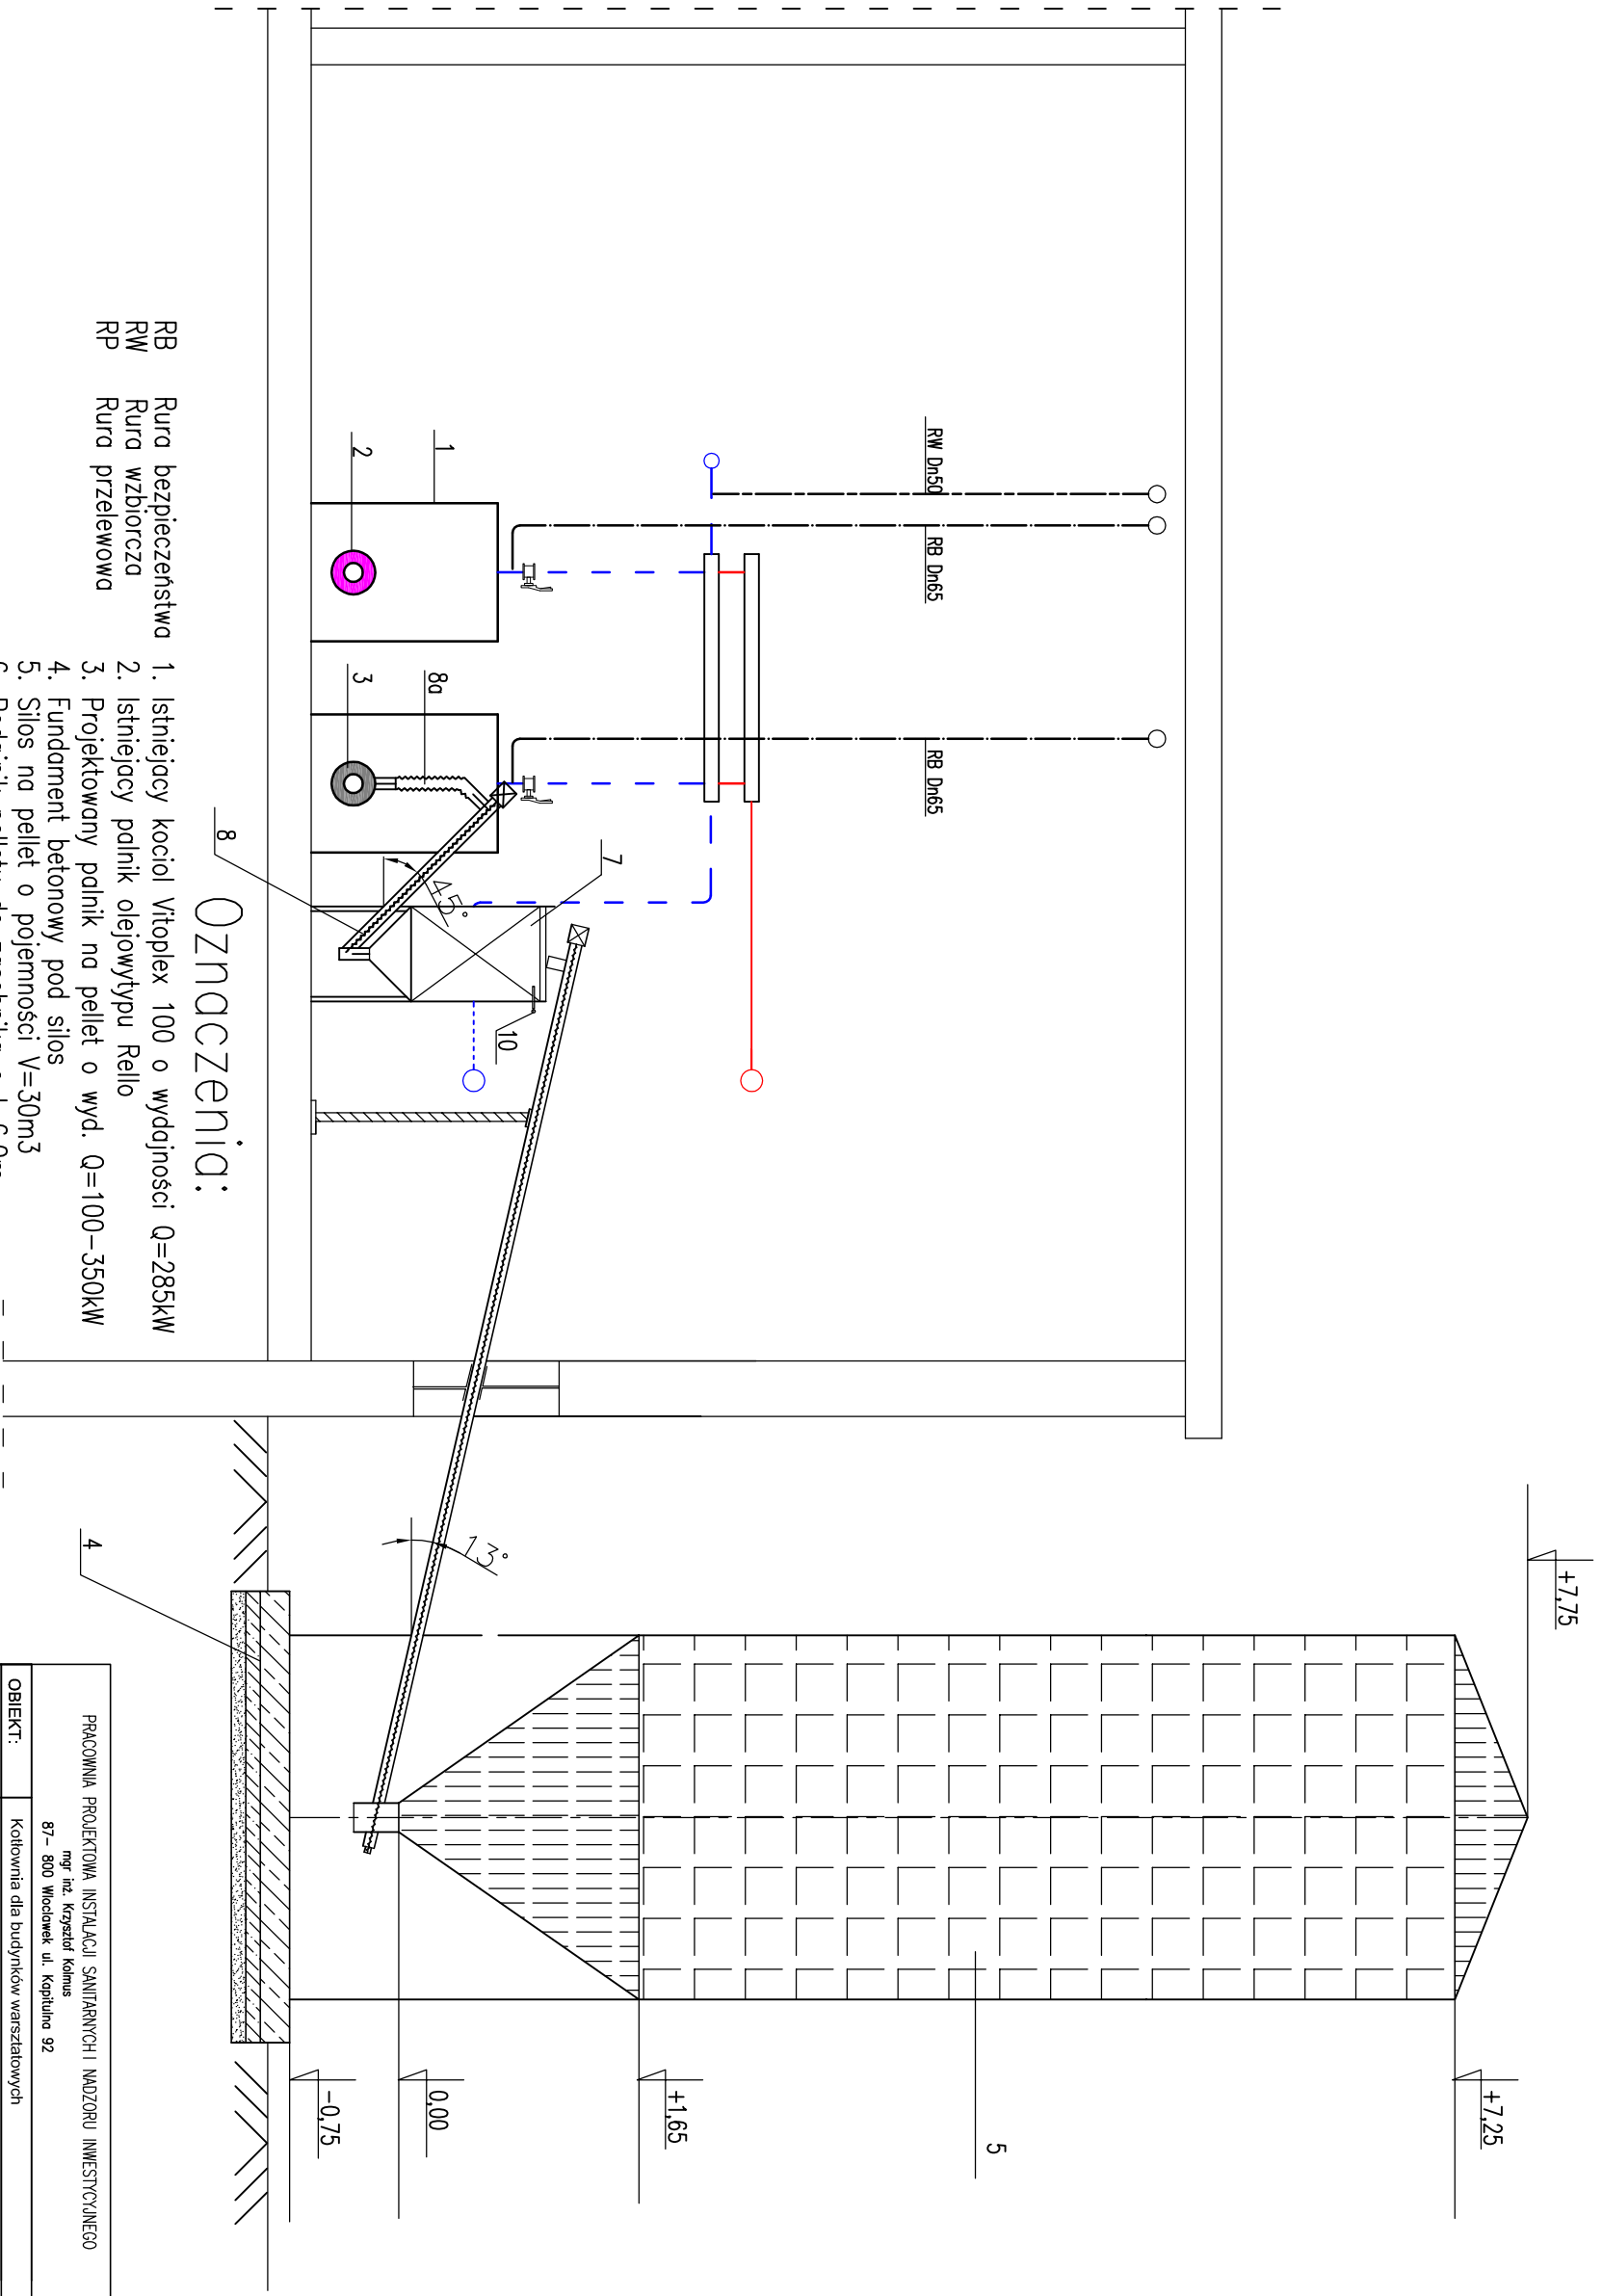 +7,75
+7,25
5
+1,65
0,00
-0,75
RW Dn50
RB Dn65
RB Dn65
1
2
8a
3
7
45°
10
8
13°
4
Oznaczenia:
RB Rura bezpieczeństwa
RW Rura wzbiorcza
RP Rura przelewowa
1. Istniejacy kociol Vitoplex 100 o wydajności Q=285kW
2. Istniejacy palnik olejowytypu Rello
3. Projektowany palnik na pellet o wyd. Q=100-350kW
4. Fundament betonowy pod silos
5. Silos na pellet o pojemności V=30m3
PRACOWNIA PROJEKTOWA INSTALACJI SANITARNYCH I NADZORU INWESTYCYJNEGO
mgr inż. Krzysztof Kolmus
87- 800 Wloclawek ul. Kapitulna 92
OBIEKT:
Kotłownia dla budynków warsztatowych